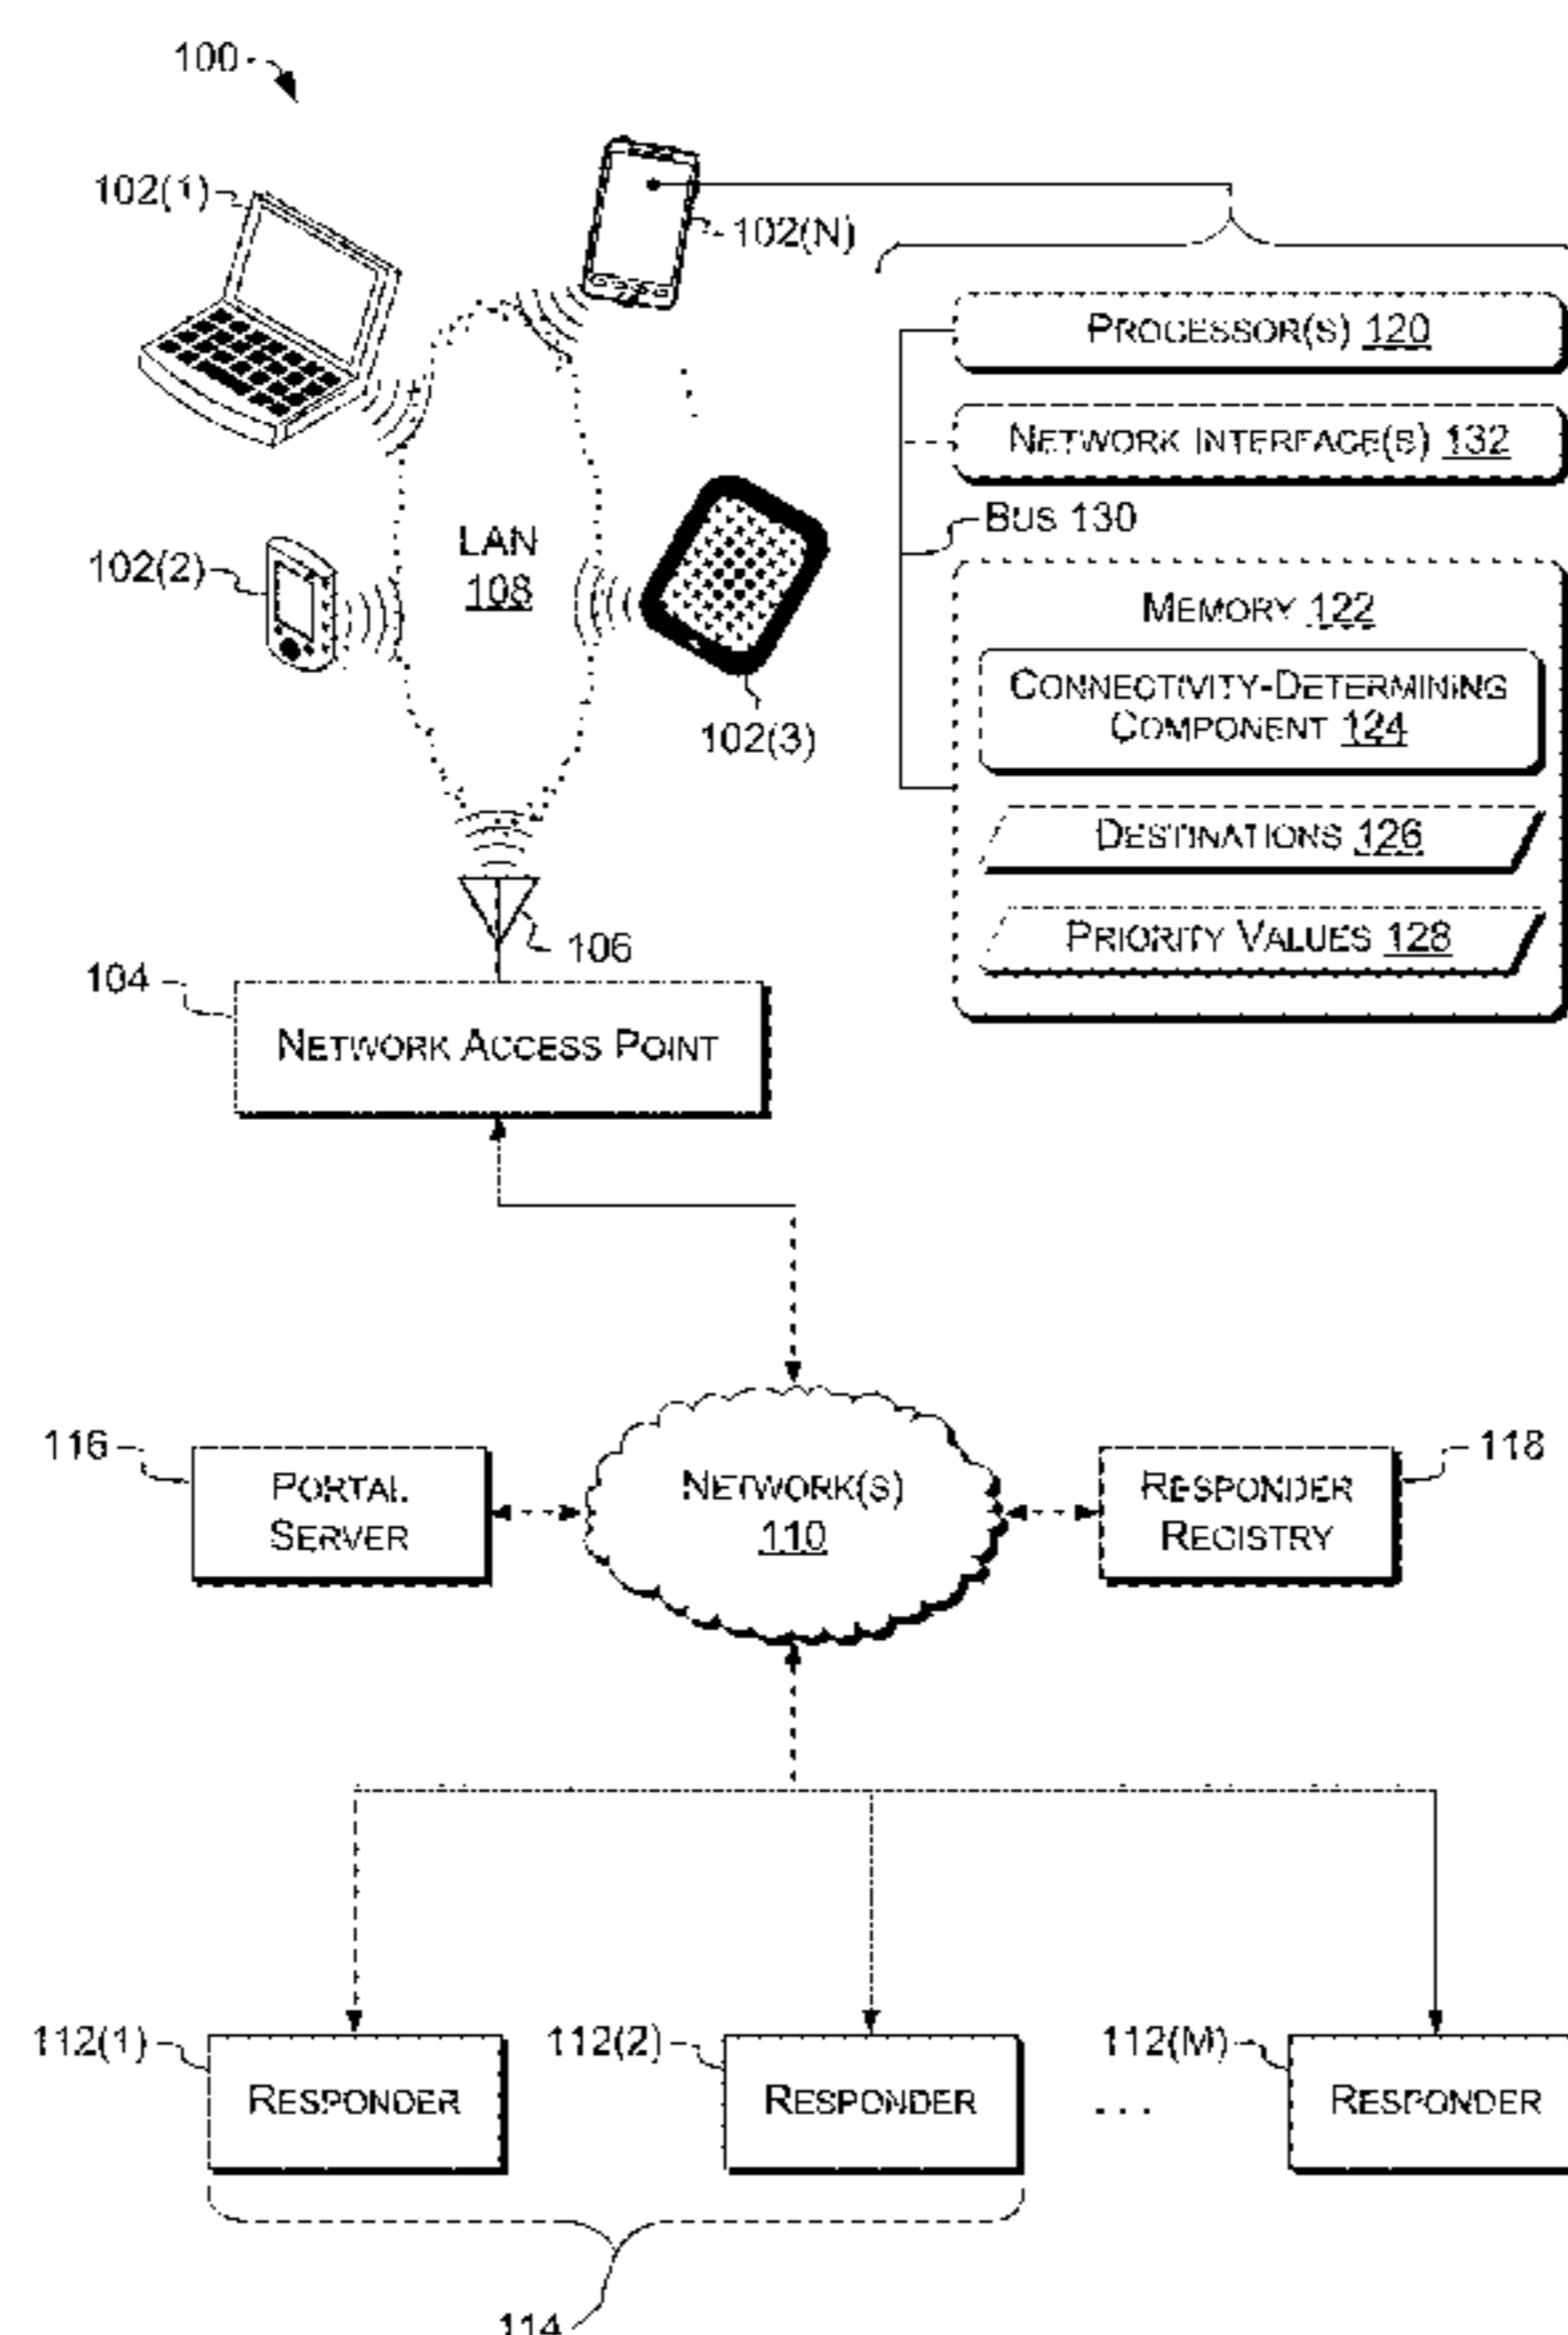 100
102(1)
102(N)
PROCESSOR(S) 120
NETWORK INTERFACE(S) 132
BUS 130
LAN
108
102(2)
MEMORY 122
CONNECTIVITY-DETERMINING
COMPONENT 124
102(3)
DESTINATIONS 126
PRIORITY VALUES 128
106
104
NETWORK ACCESS POINT
116
PORTAL
SERVER
NETWORK(S)
110
118
RESPONDER
REGISTRY
112(1)
RESPONDER
112(2)
RESPONDER
...
112(M)
RESPONDER
114